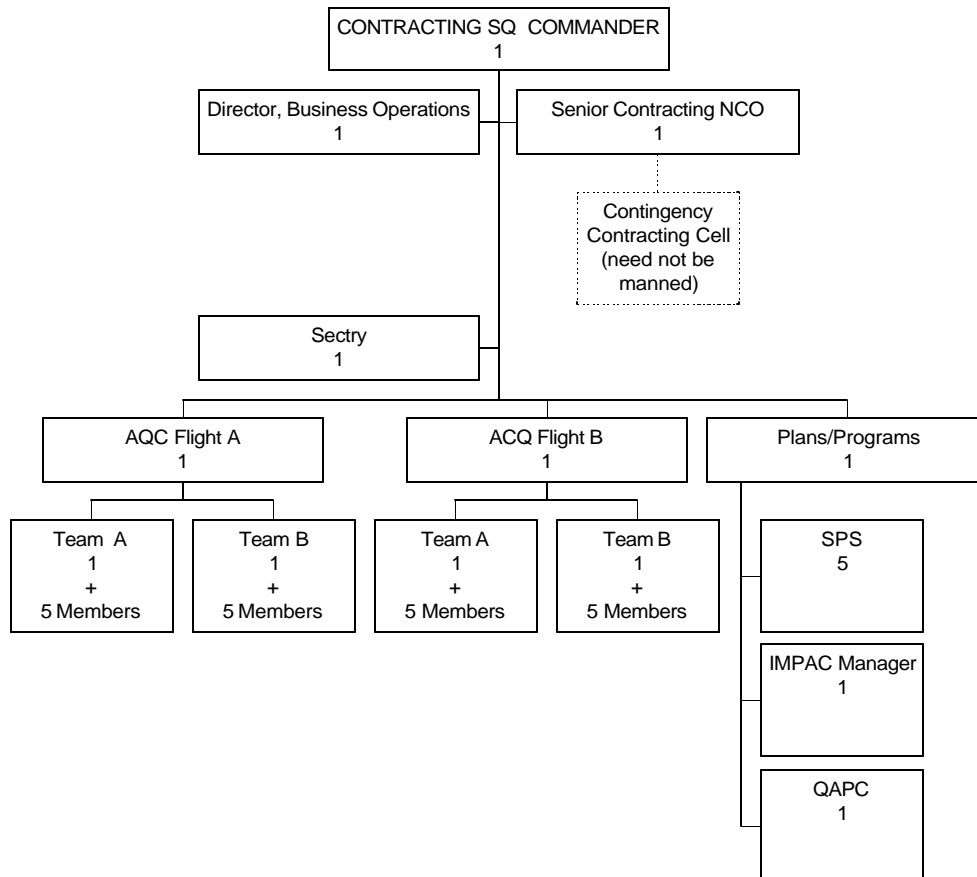 CONTRACTING SQ COMMANDER
1
Director, Business Operations
1
Senior Contracting NCO
1
Contingency
Contracting Cell
(need not be
manned)
Sectry
1
AQC Flight A
1
ACQ Flight B
1
Plans/Programs
1
Team A
1
+
5 Members
Team B
1
+
5 Members
Team A
1
+
5 Members
Team B
1
+
5 Members
SPS
5
IMPAC Manager
1
QAPC
1